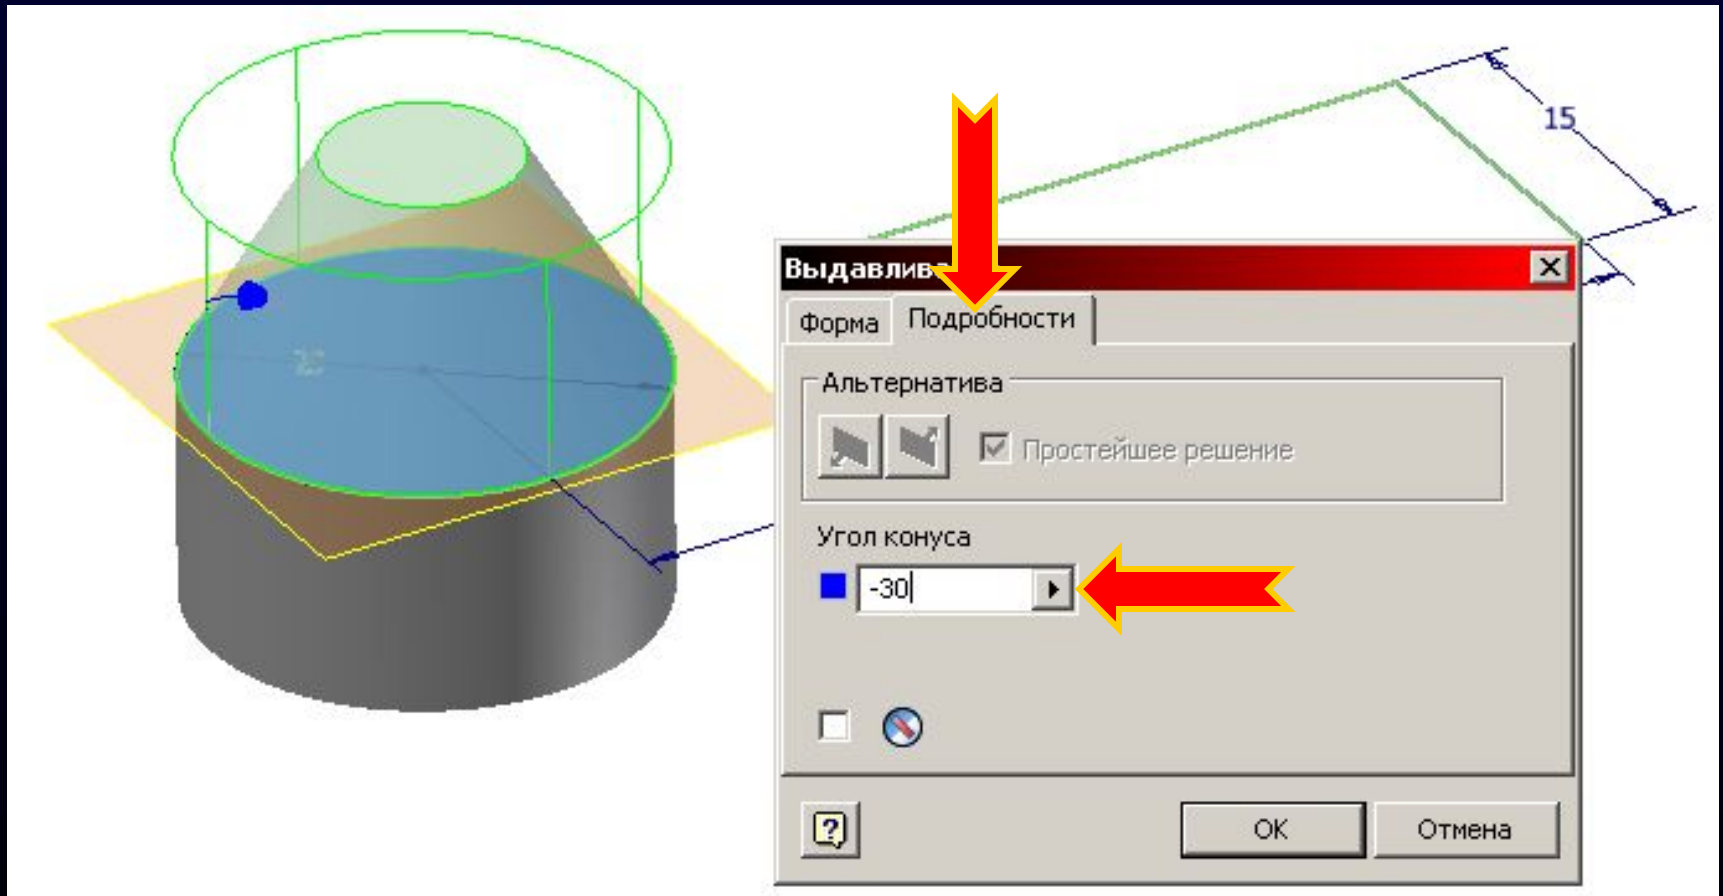 15
Выдавлива
Форма
Подробности
Альтернатива
Простейшее решение
Угол конуса
-30
OK
Отмена